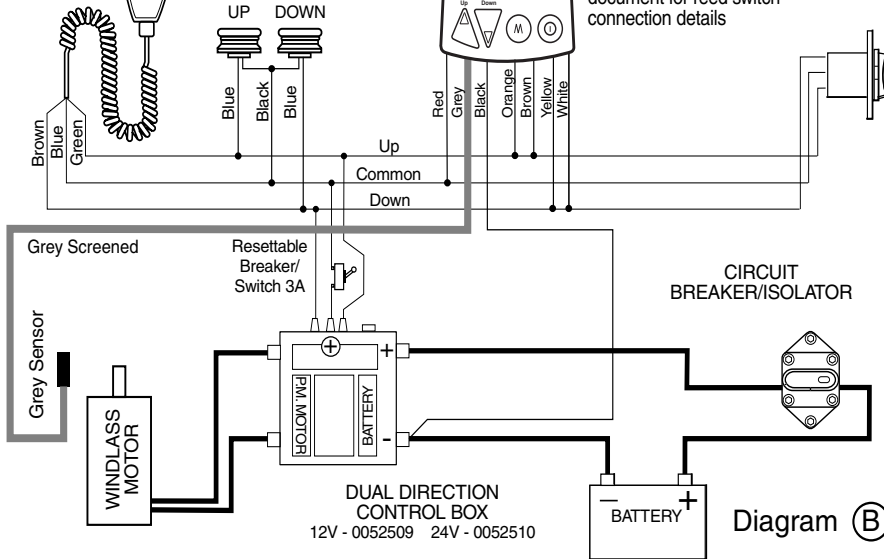 document for reed switch
connection details
UP DOWN
Up Down
M
Blue
Black
Blue
Red
Grey
Black
Orange
Brown
Yellow
White
Brown
Blue
Green
Up
Common
Down
Grey Screened
Resettable
Breaker/
Switch 3A
CIRCUIT
BREAKER/ISOLATOR
Grey Sensor
WINDLASS
MOTOR
+
+
PM. MOTOR
BATTERY
-
DUAL DIRECTION
CONTROL BOX
12V - 0052509 24V - 0052510
− +
BATTERY
Diagram B